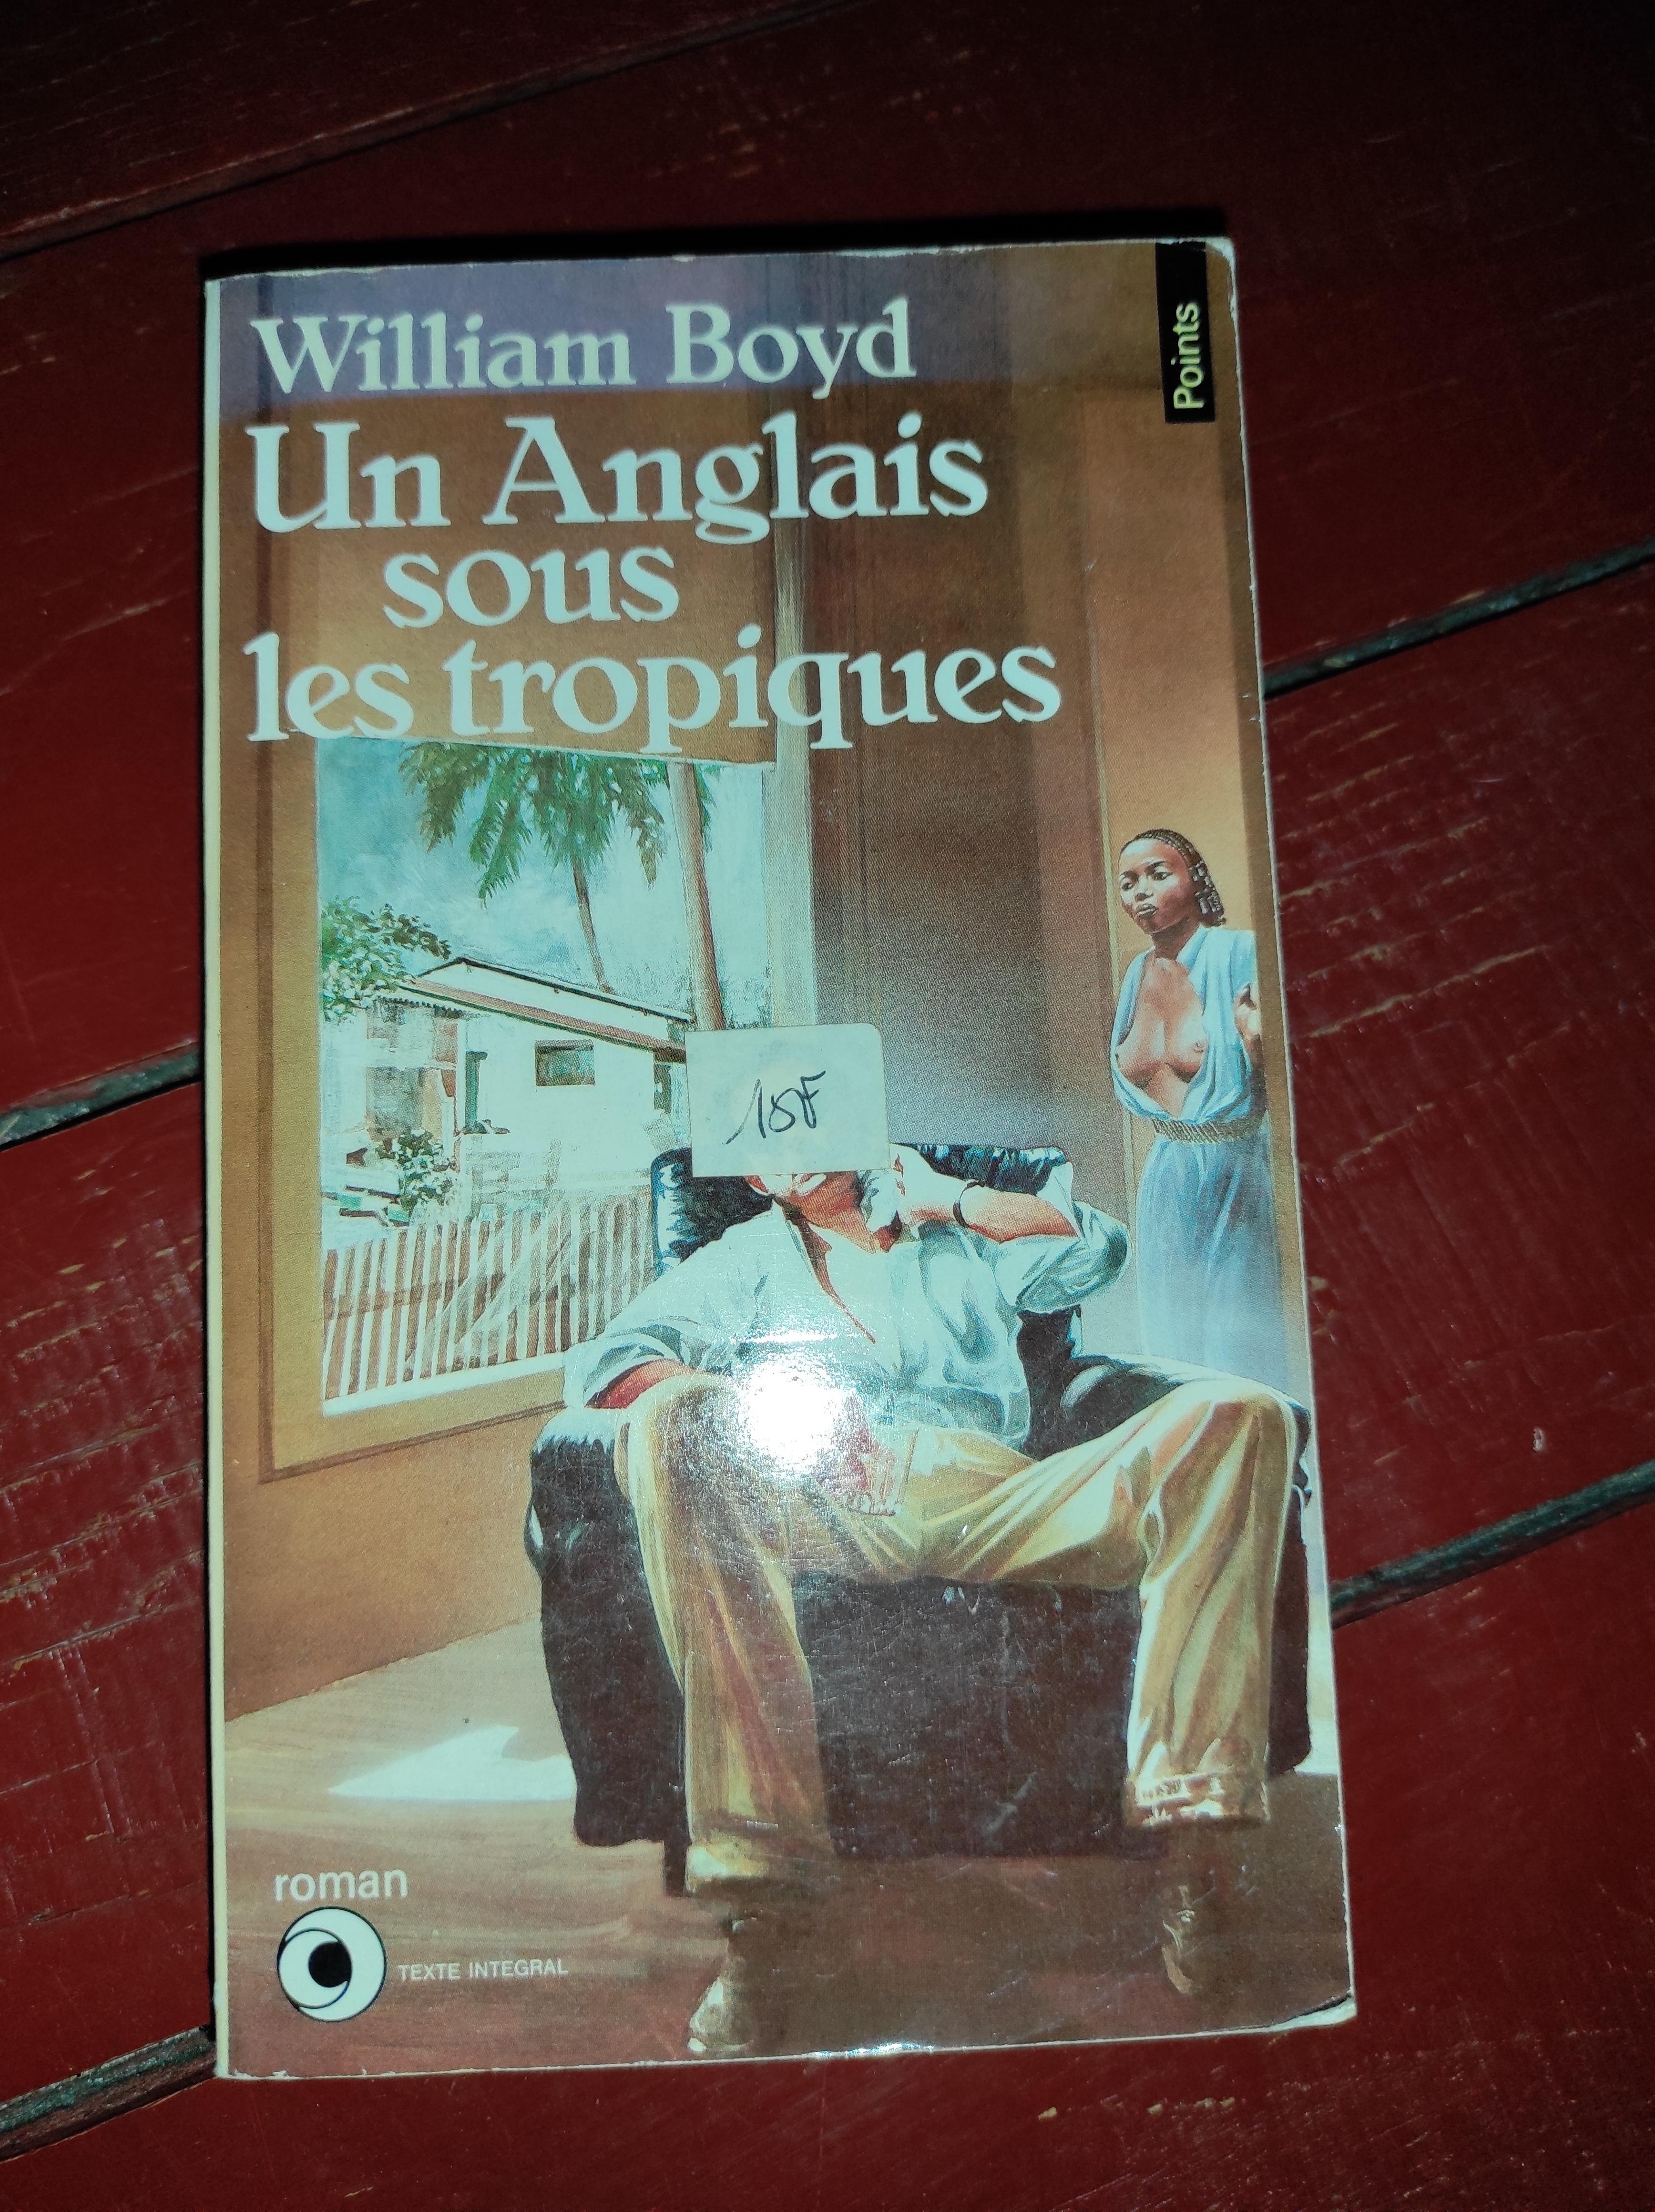 William Boyd
Points
Un Anglais
sous
les tropiques
15F
roman
TEXTE INTEGRAL